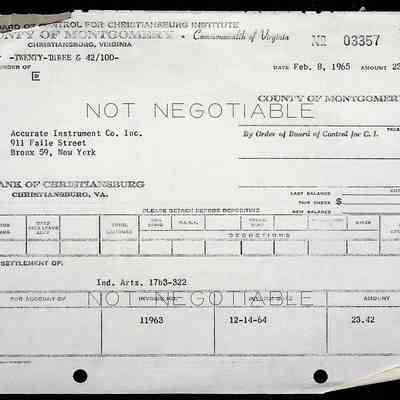 BOARD OF CONTROL FOR CHRISTIANSBURG INSTITUTE
COUNTY OF MONTGOMERY • Commonwealth of Virginia
CHRISTIANSBURG, VIRGINIA
No 03357
-TWENTY-THREE & 42/100-
ORDER OF
DATE Feb. 8, 1965 AMOUNT 23
NOT NEGOTIABLE
COUNTY OF MONTGOMERY
Accurate Instrument Co. Inc.
911 Faile Street
Bronx 59, New York
By Order of Board of Control for C. I.
BANK OF CHRISTIANSBURG
CHRISTIANSBURG, VA.
LAST BALANCE
THIS CHECK $
NEW BALANCE
PLEASE DETACH BEFORE DEPOSITING
DEDUCTIONS
SETTLEMENT OF:
Ind. Arts. 17b3-322
NOT NEGOTIABLE
FOR ACCOUNT OF INVOICE NO. INVOICE DATE AMOUNT
11963 12-14-64 23.42